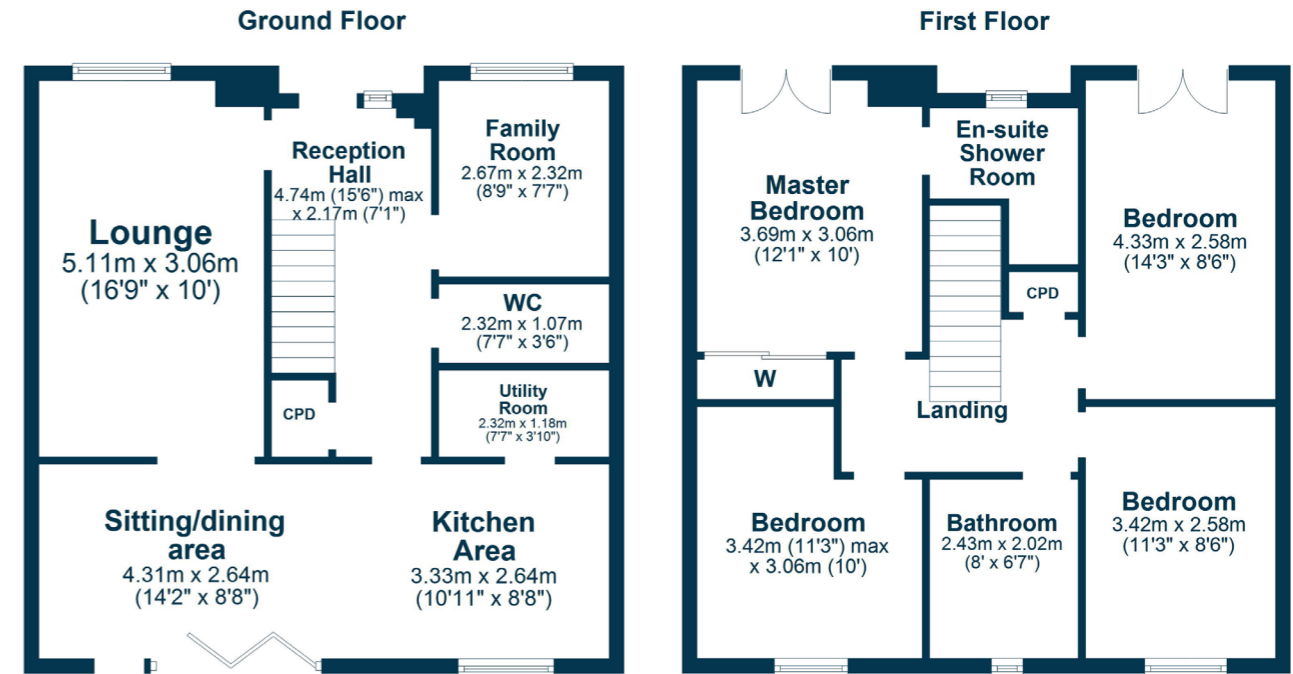 Ground Floor
Lounge
5.11m x 3.06m
(16'9" x 10')
Reception
Hall
4.74m (15'6") max
x 2.17m (7'1")
Family
Room
2.67m x 2.32m
(8'9" x 7'7")
WC
2.32m x 1.07m
(7'7" x 3'6")
Utility
Room
2.32m x 1.18m
(7'7" x 3'10")
CPD
Sitting/dining
area
4.31m x 2.64m
(14'2" x 8'8")
Kitchen
Area
3.33m x 2.64m
(10'11" x 8'8")
First Floor
Master
Bedroom
3.69m x 3.06m
(12'1" x 10')
En-suite
Shower
Room
Bedroom
4.33m x 2.58m
(14'3" x 8'6")
CPD
W
Landing
Bedroom
3.42m (11'3") max
x 3.06m (10')
Bathroom
2.43m x 2.02m
(8' x 6'7")
Bedroom
3.42m x 2.58m
(11'3" x 8'6")